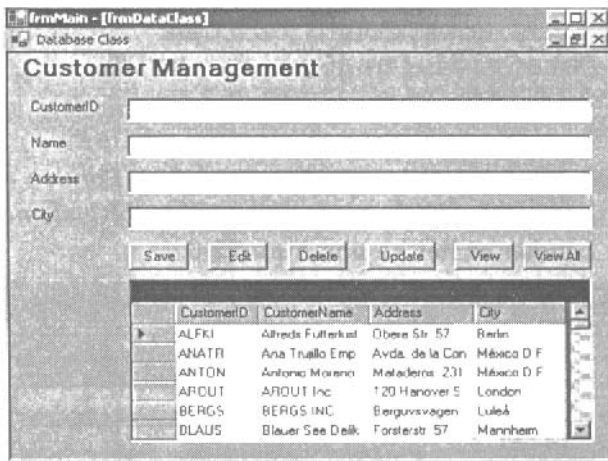 frmMain - [frmDataClass]
Database Class
Customer Management
CustomerID
Name
Address
City
Save Edit Delete Update View View All
CustomerID CustomerName Address City
ALFKI Alfreds Futterkist Obere Str. 57 Berlin
ANATR Ana Trujillo Emp Avda. de la Con México D F
ANTON Antonio Moreno Mataderos 231 México D F
AROUT AROUT Inc 120 Hanover S London
BERGS BERGS INC Berguvsvagen Luleå
BLAUS Blauer See Delik Forsterstr. 57 Mannheim